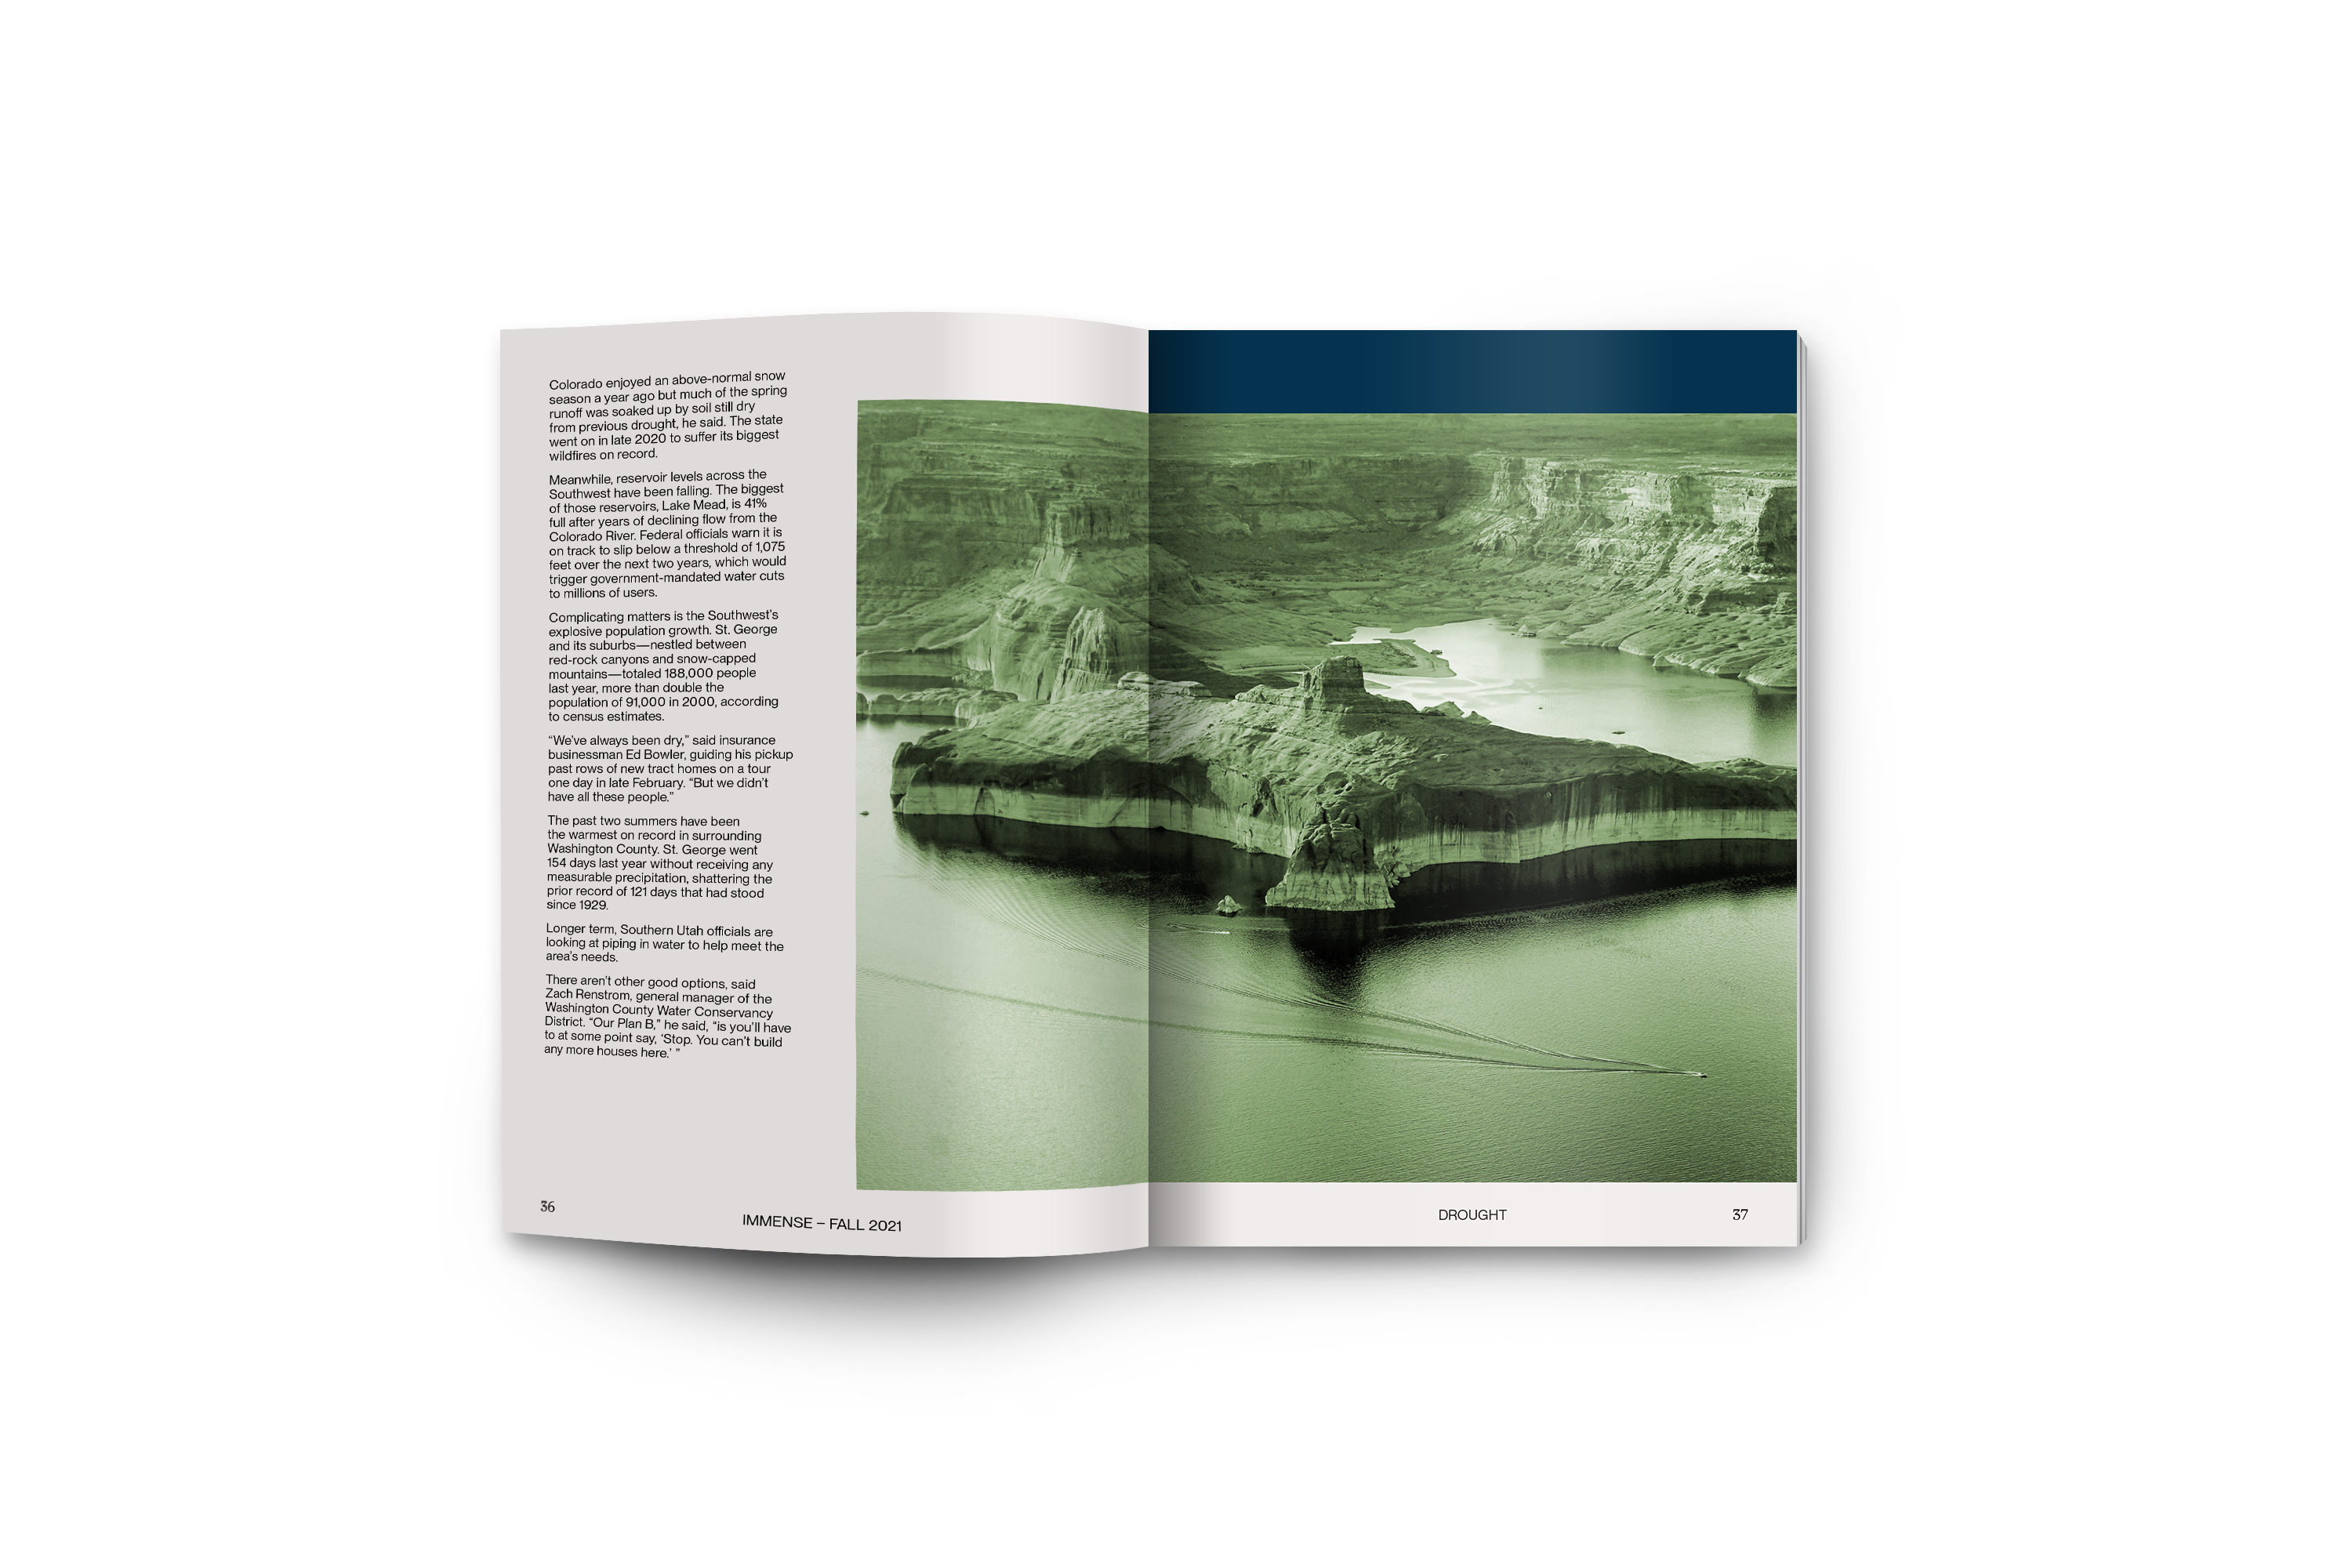 Colorado enjoyed an above-normal snow
season a year ago but much of the spring
runoff was soaked up by soil still dry
from previous drought, he said. The state
went on in late 2020 to suffer its biggest
wildfires on record.
Meanwhile, reservoir levels across the
Southwest have been falling. The biggest
of those reservoirs, Lake Mead, is 41%
full after years of declining flow from the
Colorado River. Federal officials warn it is
on track to slip below a threshold of 1,075
feet over the next two years, which would
trigger government-mandated water cuts
to millions of users.
Complicating matters is the Southwest’s
explosive population growth. St. George
and its suburbs—nestled between
red-rock canyons and snow-capped
mountains—totaled 188,000 people
last year, more than double the
population of 91,000 in 2000, according
to census estimates.
“We’ve always been dry,” said insurance
businessman Ed Bowler, guiding his pickup
past rows of new tract homes on a tour
one day in late February. “But we didn’t
have all these people.”
The past two summers have been
the warmest on record in surrounding
Washington County. St. George went
154 days last year without receiving any
measurable precipitation, shattering the
prior record of 121 days that had stood
since 1929.
Longer term, Southern Utah officials are
looking at piping in water to help meet the
area’s needs.
There aren’t other good options, said
Zach Renstrom, general manager of the
Washington County Water Conservancy
District. “Our Plan B,” he said, “is you’ll have
to at some point say, ‘Stop. You can’t build
any more houses here.’ ”
36
IMMENSE – FALL 2021
DROUGHT
37